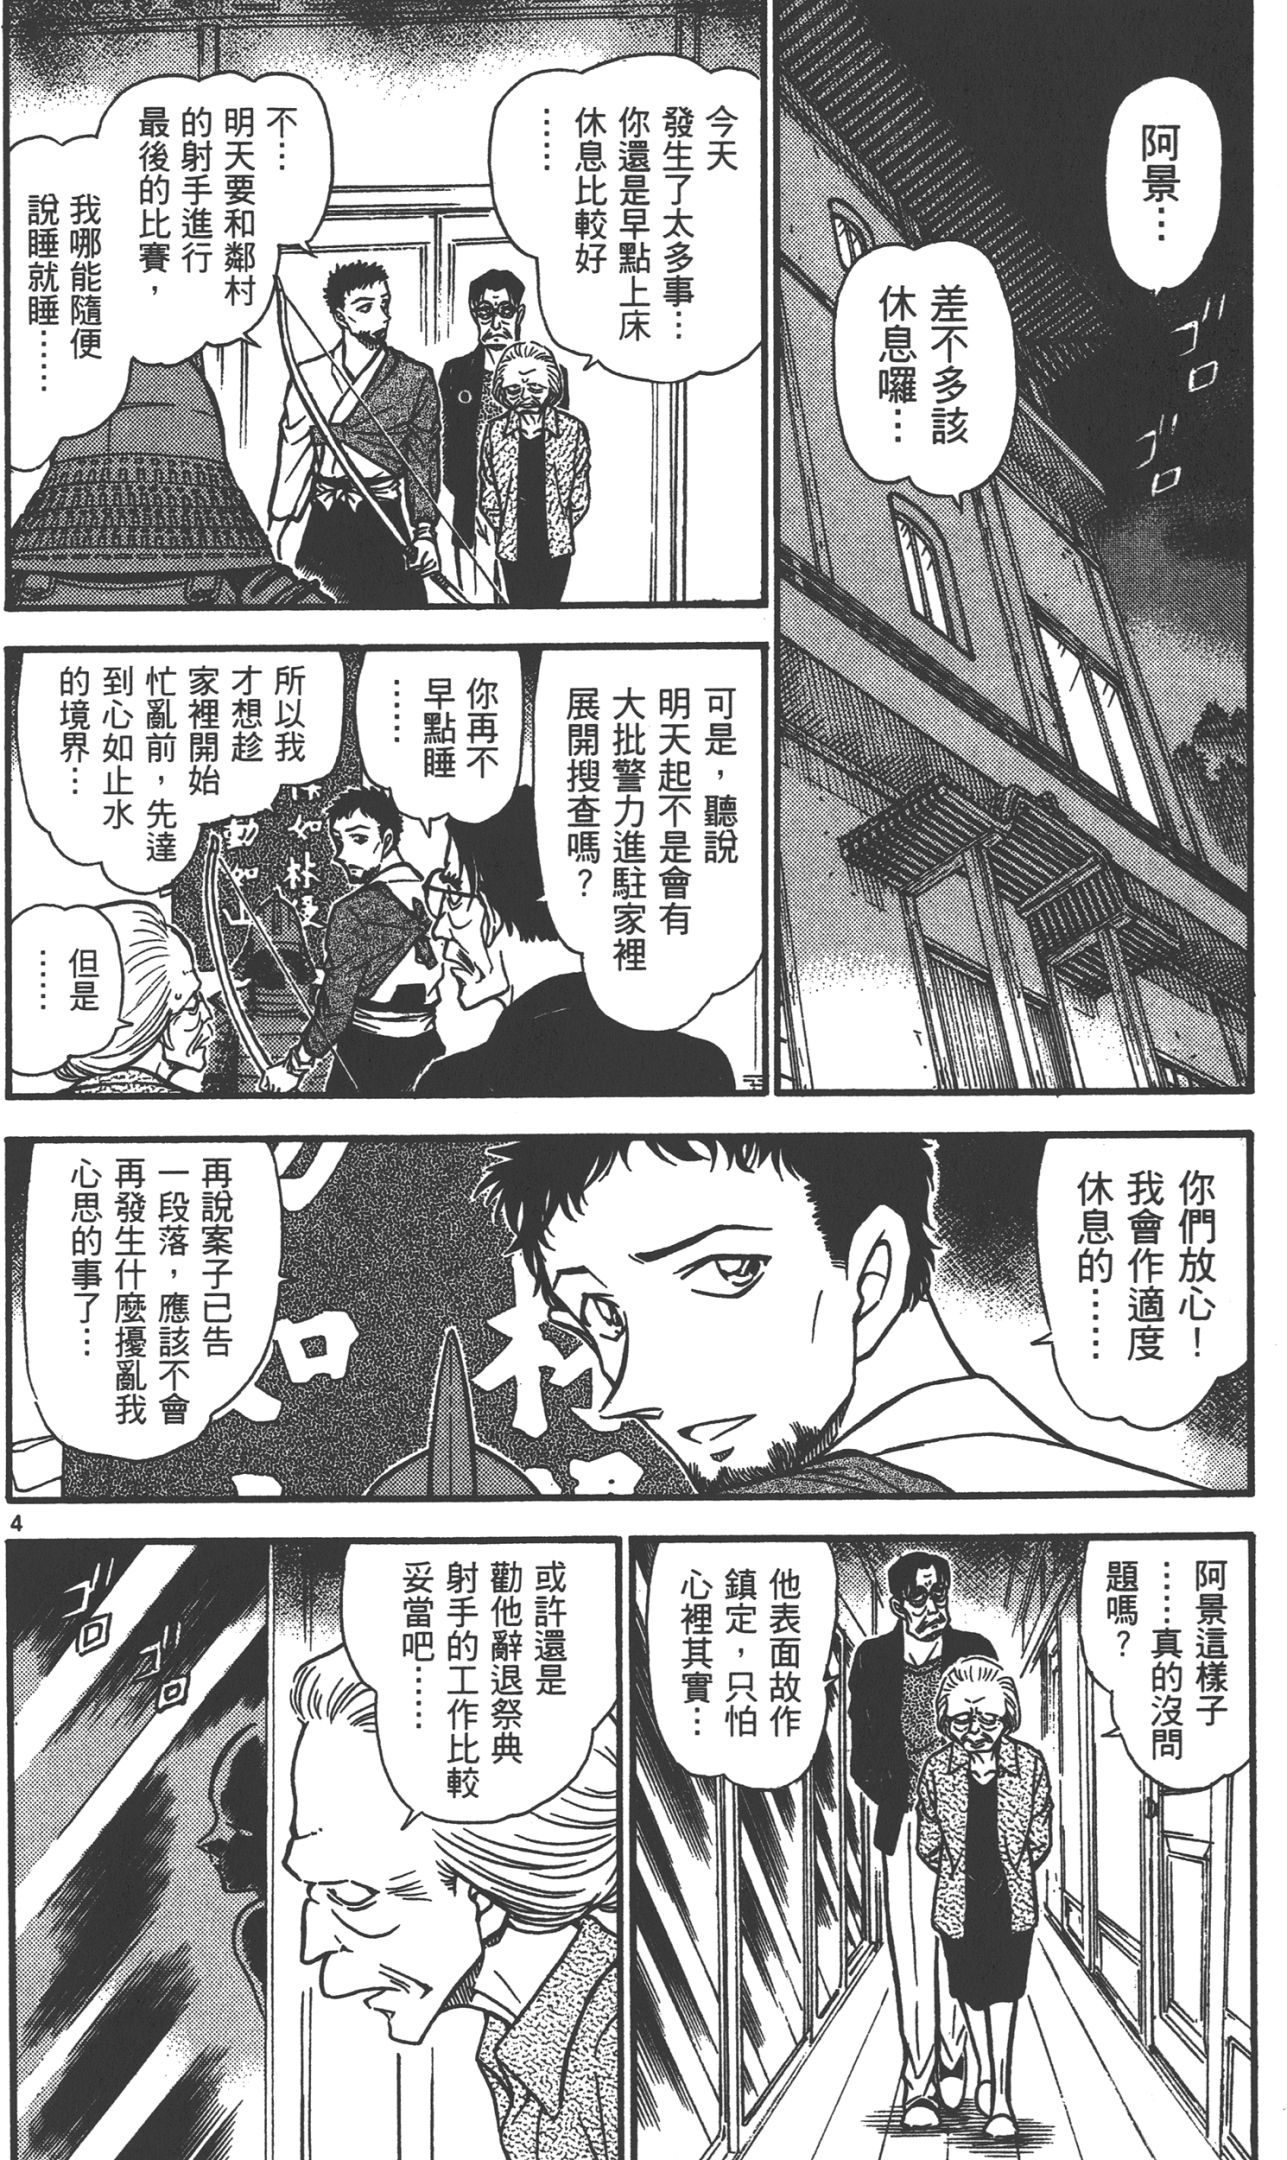 阿景…
ゴロ
ゴロ
差不多該
休息囉…
今天
發生了太多事…
你還是早點上床
休息比較好
……
不…
明天要和鄰村
的射手進行
最後的比賽，
我哪能隨便
說睡就睡……
可是，聽說
明天起不是會有
大批警力進駐家裡
展開搜查嗎？
你再不
早點睡
……
所以我
才想趁
家裡開始
忙亂前，先達
到心如止水
的境界…
但是
……
你們放心！
我會作適度
休息的……
再說案子已告
一段落，應該不會
再發生什麼擾亂我
心思的事了…
4
阿景這樣子
……真的沒問
題嗎？
他表面故作
鎮定，只怕
心裡其實…
或許還是
勸他辭退祭典
射手的工作比較
妥當吧……
ゴロ
ゴロ